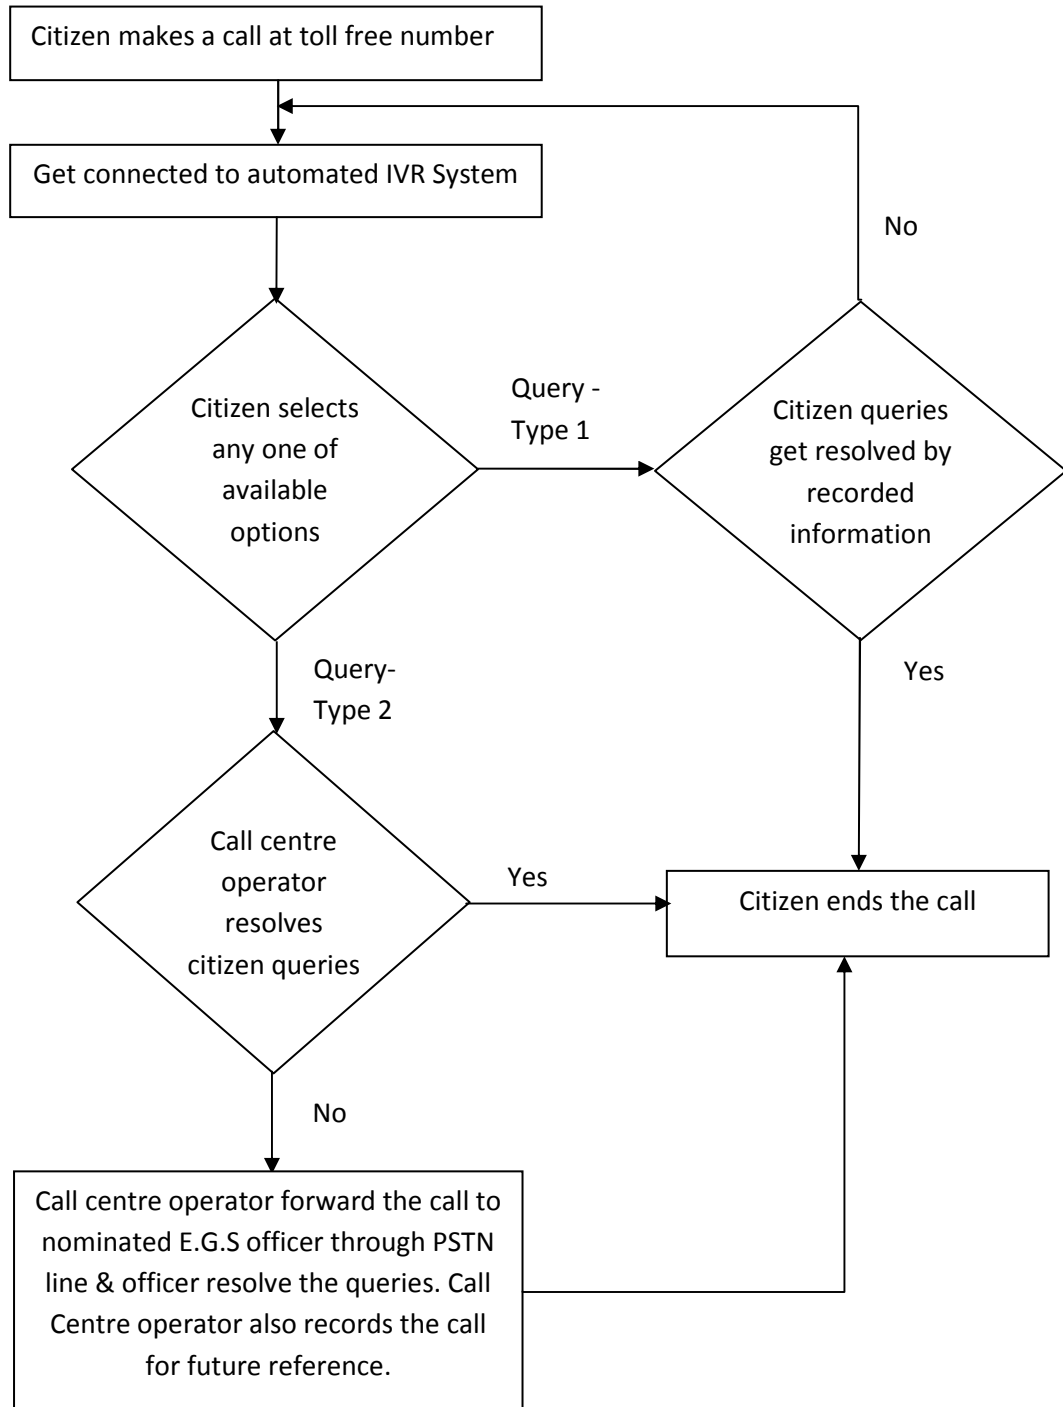 Citizen makes a call at toll free number
Get connected to automated IVR System
No
Citizen selects
any one of
available
options
Query -
Type 1
Citizen queries
get resolved by
recorded
information
Query-
Type 2
Yes
Call centre
operator
resolves
citizen queries
Yes
Citizen ends the call
No
Call centre operator forward the call to
nominated E.G.S officer through PSTN
line & officer resolve the queries. Call
Centre operator also records the call
for future reference.